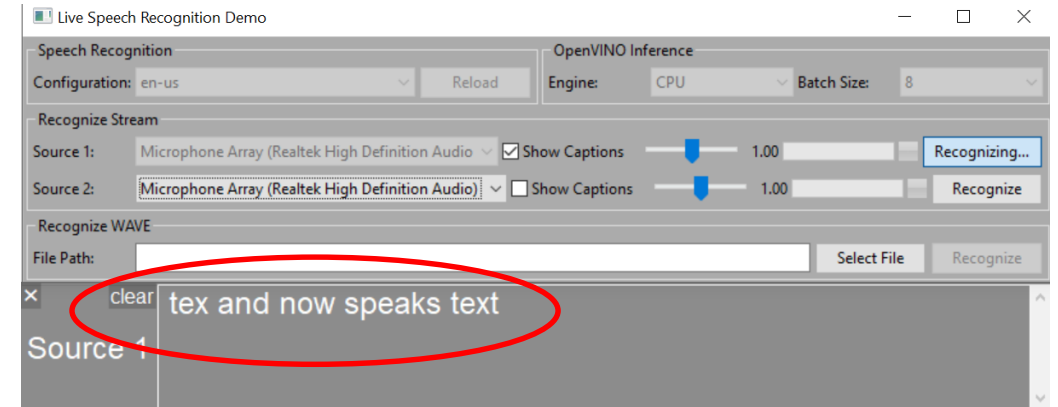 Live Speech Recognition Demo
Speech Recognition
OpenVINO Inference
Configuration: en-us Reload Engine: CPU Batch Size: 8
Recognize Stream
Source 1: Microphone Array (Realtek High Definition Audio Show Captions 1.00 Recognizing...
Source 2: Microphone Array (Realtek High Definition Audio) Show Captions 1.00 Recognize
Recognize WAVE
File Path: Select File Recognize
clear tex and now speaks text
Source 1